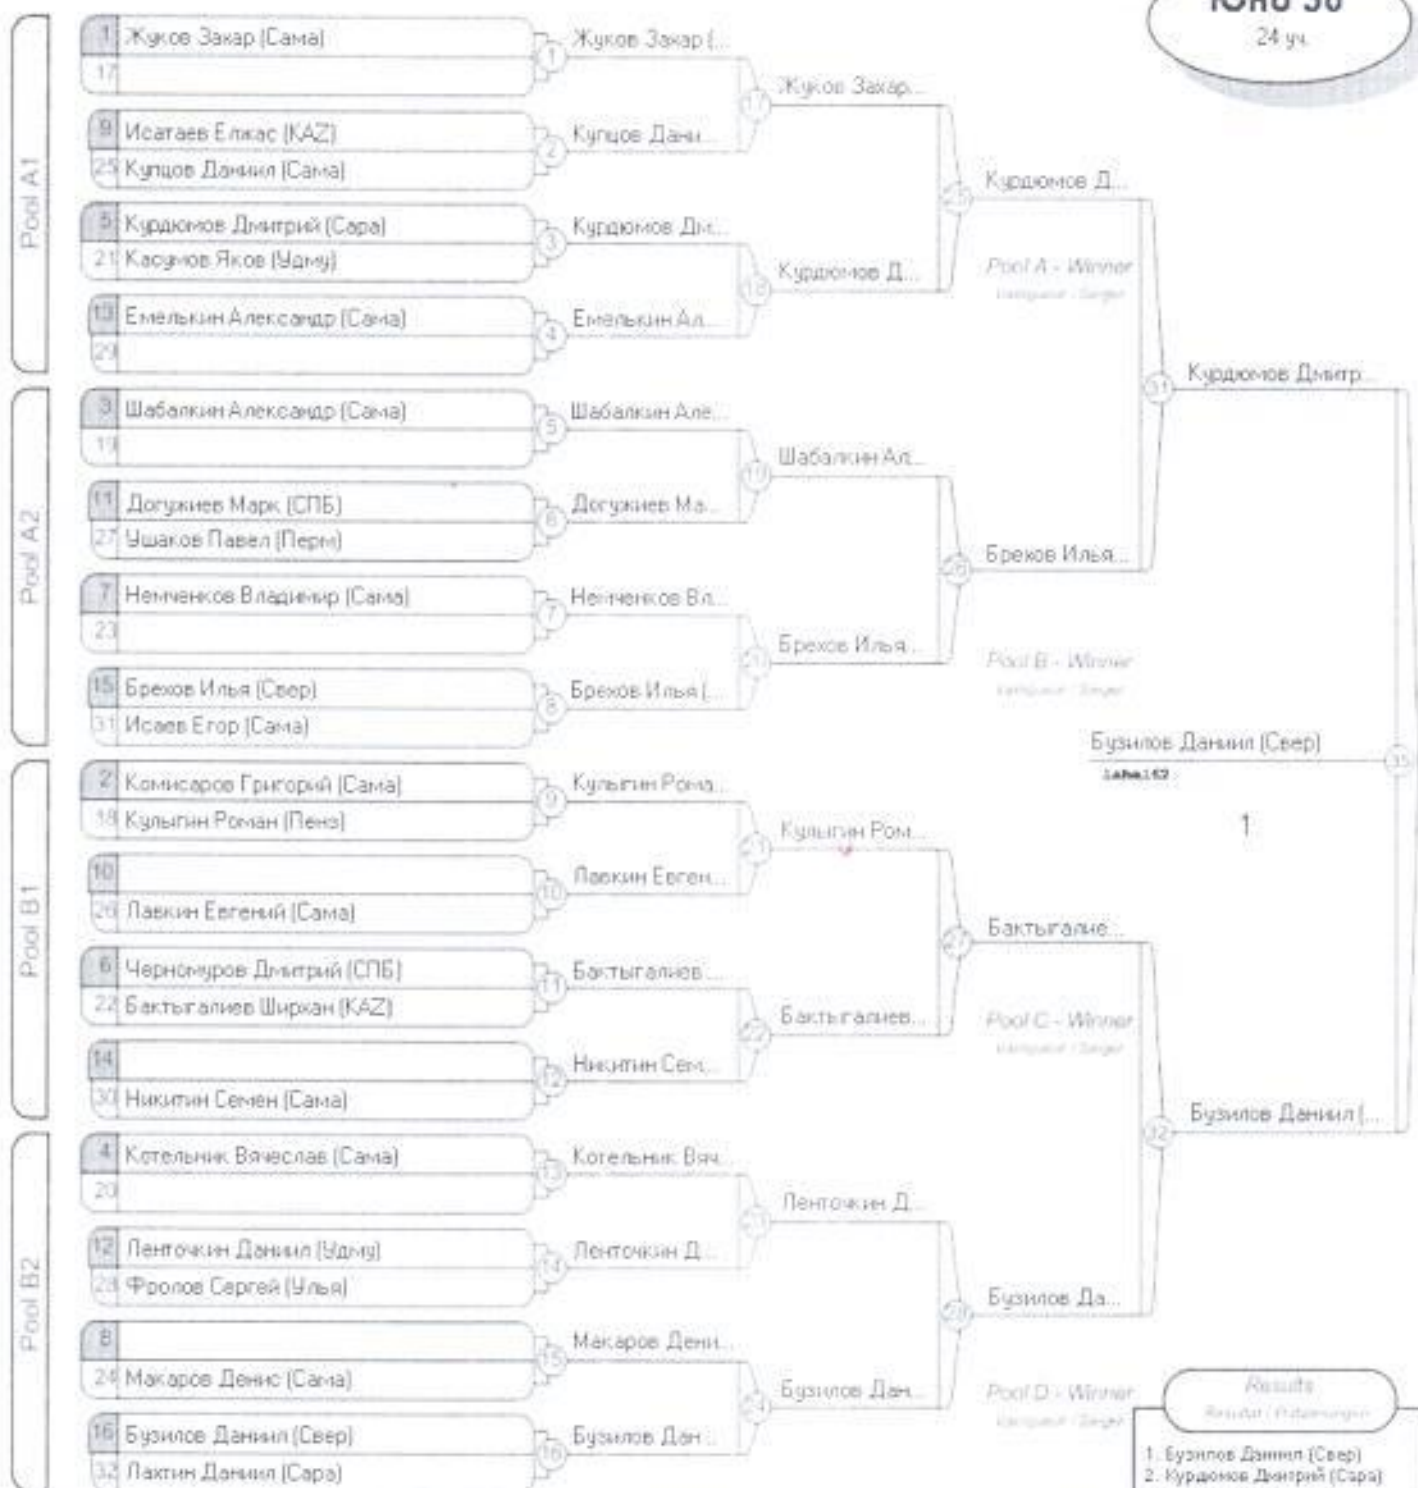 24 уч.
Pool A1
1 Жуков Захар (Сама)
17
9 Исатаев Елжас (KAZ)
25 Купцов Даниил (Сама)
5 Курдюмов Дмитрий (Сара)
21 Касумов Яков (Удму)
13 Емелькин Александр (Сама)
29
Pool A2
3 Шабалкин Александр (Сама)
19
11 Догужиев Марк (СПБ)
27 Ушаков Павел (Перм)
7 Немченков Владимир (Сама)
23
15 Брехов Илья (Свер)
31 Исаев Егор (Сама)
Pool B1
2 Комисаров Григорий (Сама)
18 Кулыгин Роман (Пенз)
10
26 Лавкин Евгений (Сама)
6 Черномуров Дмитрий (СПБ)
22 Бактыгалиев Ширхан (KAZ)
14
30 Никитин Семен (Сама)
Pool B2
4 Котельник Вячеслав (Сама)
20
12 Ленточкин Даниил (Удму)
28 Фролов Сергей (Улья)
8
24 Макаров Денис (Сама)
16 Бузилов Даниил (Свер)
32 Лахтин Даниил (Сара)
1 Жуков Захар (...
2 Купцов Дани...
3 Курдюмов Дм...
4 Емелькин Ал...
5 Шабалкин Але...
6 Догужиев Ма...
7 Немченков Вл...
8 Брехов Илья (...
9 Кулыгин Рома...
10 Лавкин Евген...
11 Бактыгалиев ...
12 Никитин Сем...
13 Котельник Вяч...
14 Ленточкин Д...
15 Макаров Дени...
16 Бузилов Дан...
17 Жуков Захар...
18 Курдюмов Д...
19 Шабалкин Ал...
20 Брехов Илья...
21 Кулыгин Ром...
22 Бактыгалиев...
23 Ленточкин Д...
24 Бузилов Дан...
25 Курдюмов Д...
Pool A - Winner
26 Брехов Илья...
Pool B - Winner
27 Бактыгалие...
Pool C - Winner
28 Бузилов Да...
Pool D - Winner
31 Курдюмов Дмитр...
32 Бузилов Даниил (...
Бузилов Даниил (Свер)
35
1
Results
1. Бузилов Даниил (Свер)
2. Курдюмов Дмитрий (Сара)